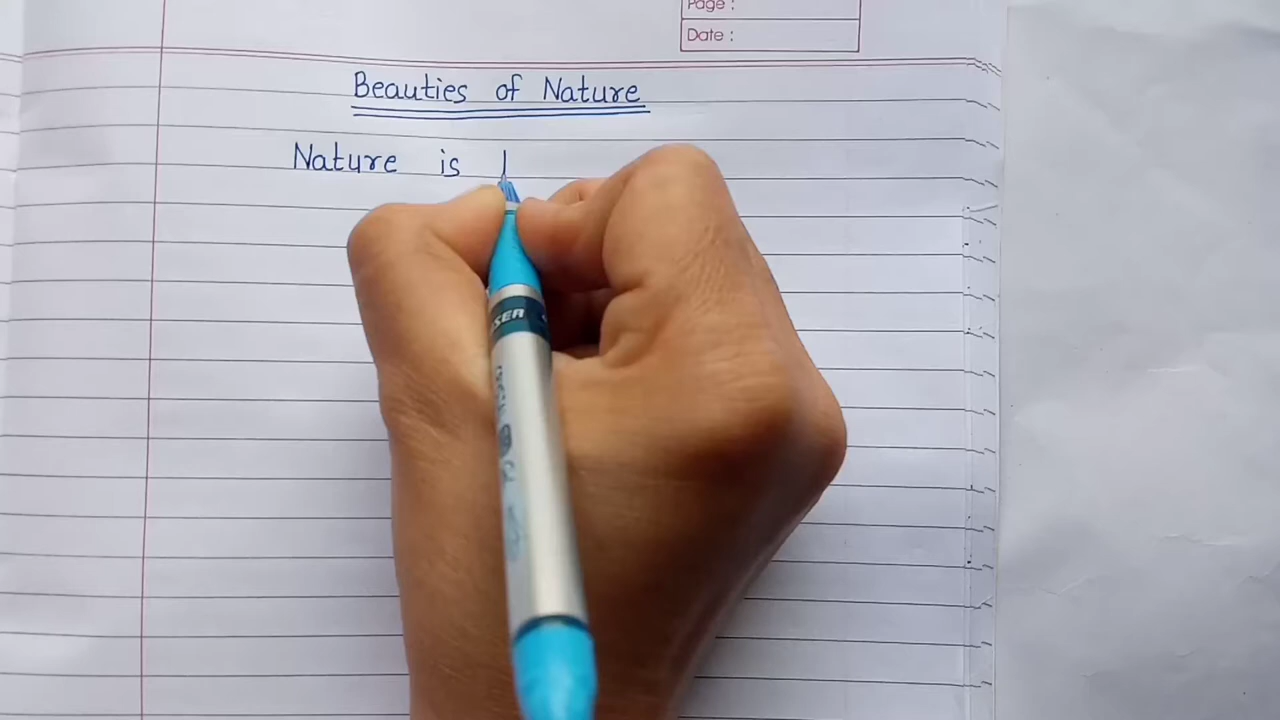 Page :
Date :
Beauties of Nature
Nature is